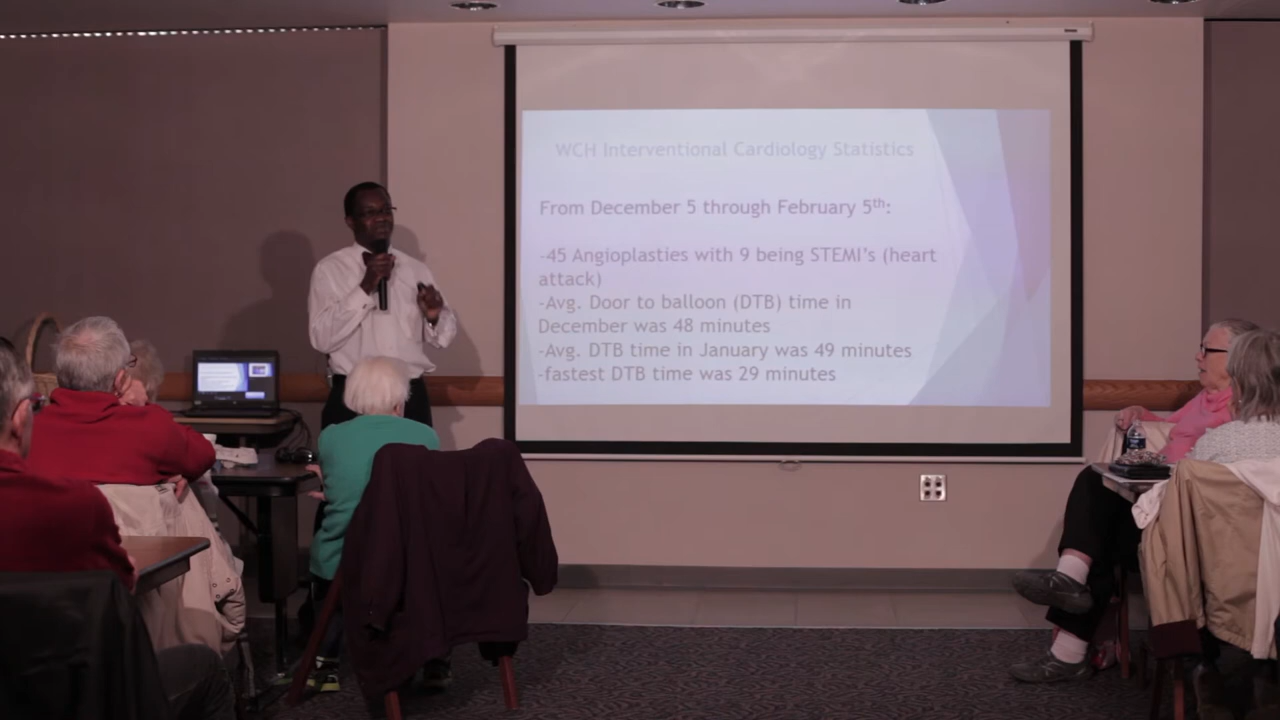 WCH Interventional Cardiology Statistics
From December 5 through February 5th:
-45 Angioplasties with 9 being STEMI's (heart
attack)
-Avg. Door to balloon (DTB) time in
December was 48 minutes
-Avg. DTB time in January was 49 minutes
-fastest DTB time was 29 minutes